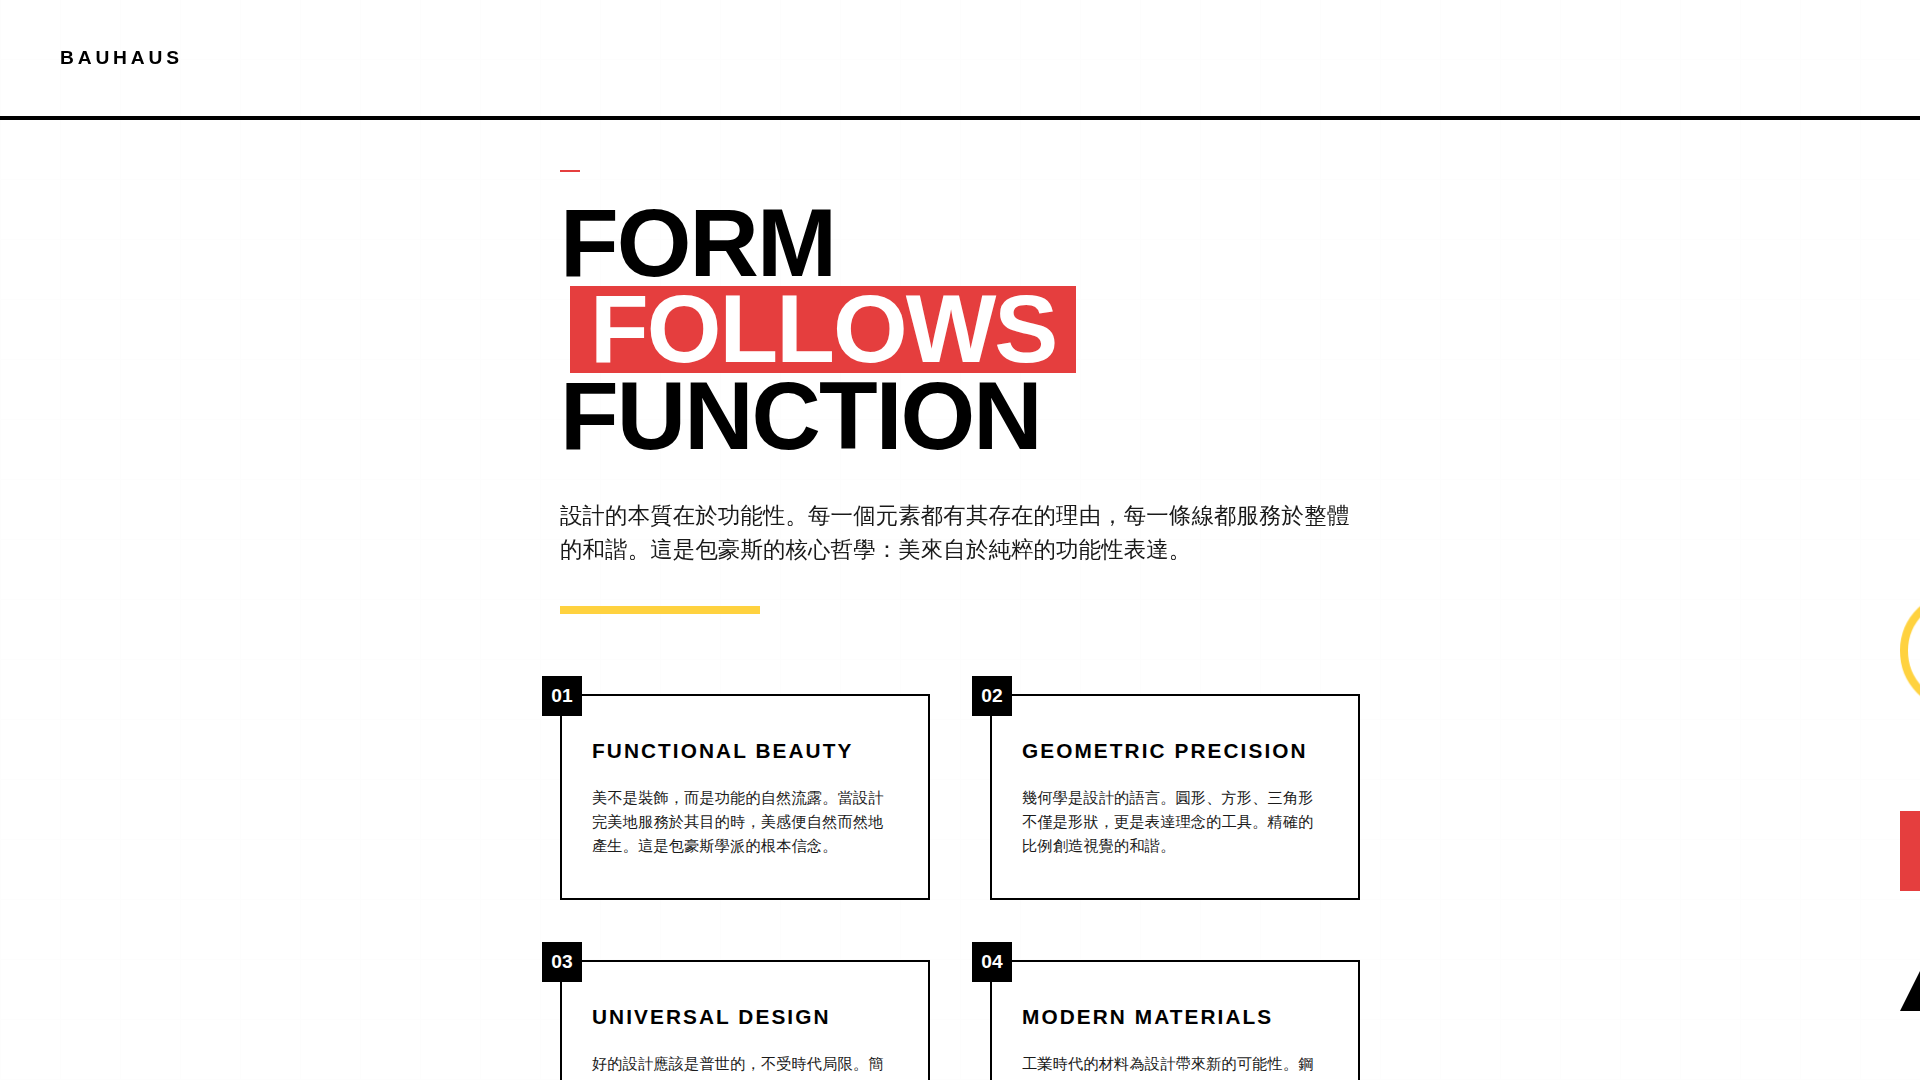 BAUHAUS
FORM
FOLLOWS
FUNCTION
設計的本質在於功能性。每一個元素都有其存在的理由，每一條線都服務於整體
的和諧。這是包豪斯的核心哲學：美來自於純粹的功能性表達。
01
FUNCTIONAL BEAUTY
美不是裝飾，而是功能的自然流露。當設計
完美地服務於其目的時，美感便自然而然地
產生。這是包豪斯學派的根本信念。
02
GEOMETRIC PRECISION
幾何學是設計的語言。圓形、方形、三角形
不僅是形狀，更是表達理念的工具。精確的
比例創造視覺的和諧。
03
UNIVERSAL DESIGN
好的設計應該是普世的，不受時代局限。簡
04
MODERN MATERIALS
工業時代的材料為設計帶來新的可能性。鋼